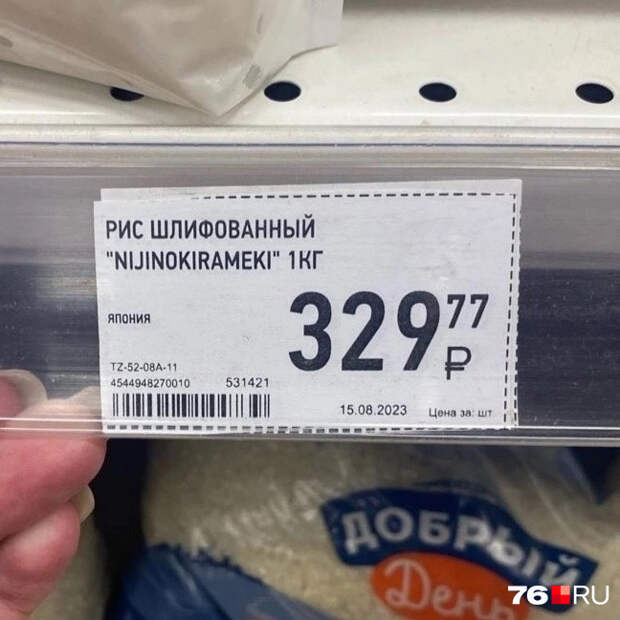 РИС ШЛИФОВАННЫЙ
"NIJINOKIRAMEKI" 1КГ
ЯПОНИЯ
329 77 ₽
TZ-52-08A-11
4544948270010 531421
15.08.2023 Цена за: шт
ДОБРЫЙ
День
76.RU